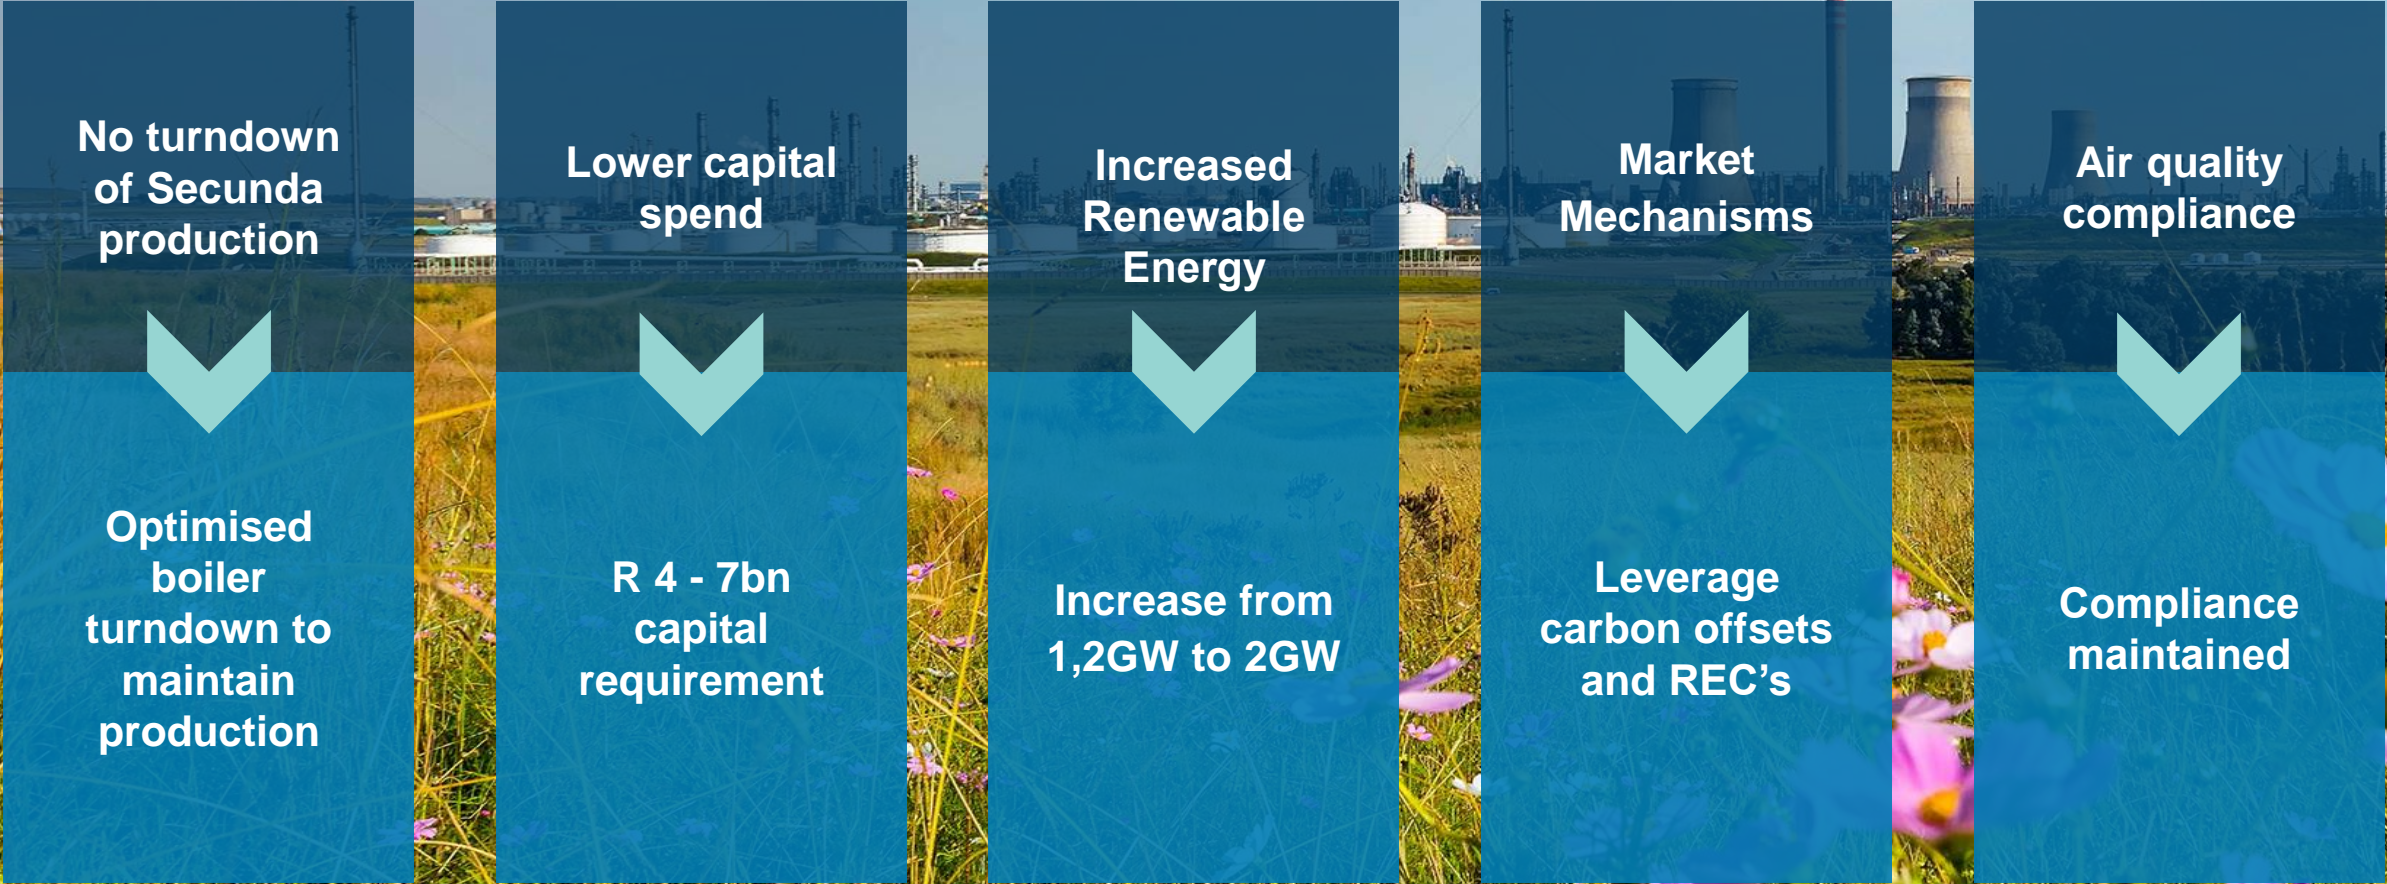 No turndown
of Secunda
production
Optimised
boiler
turndown to
maintain
production
Lower capital
spend
R 4 - 7bn
capital
requirement
Increased
Renewable
Energy
Increase from
1,2GW to 2GW
Market
Mechanisms
Leverage
carbon offsets
and REC’s
Air quality
compliance
Compliance
maintained